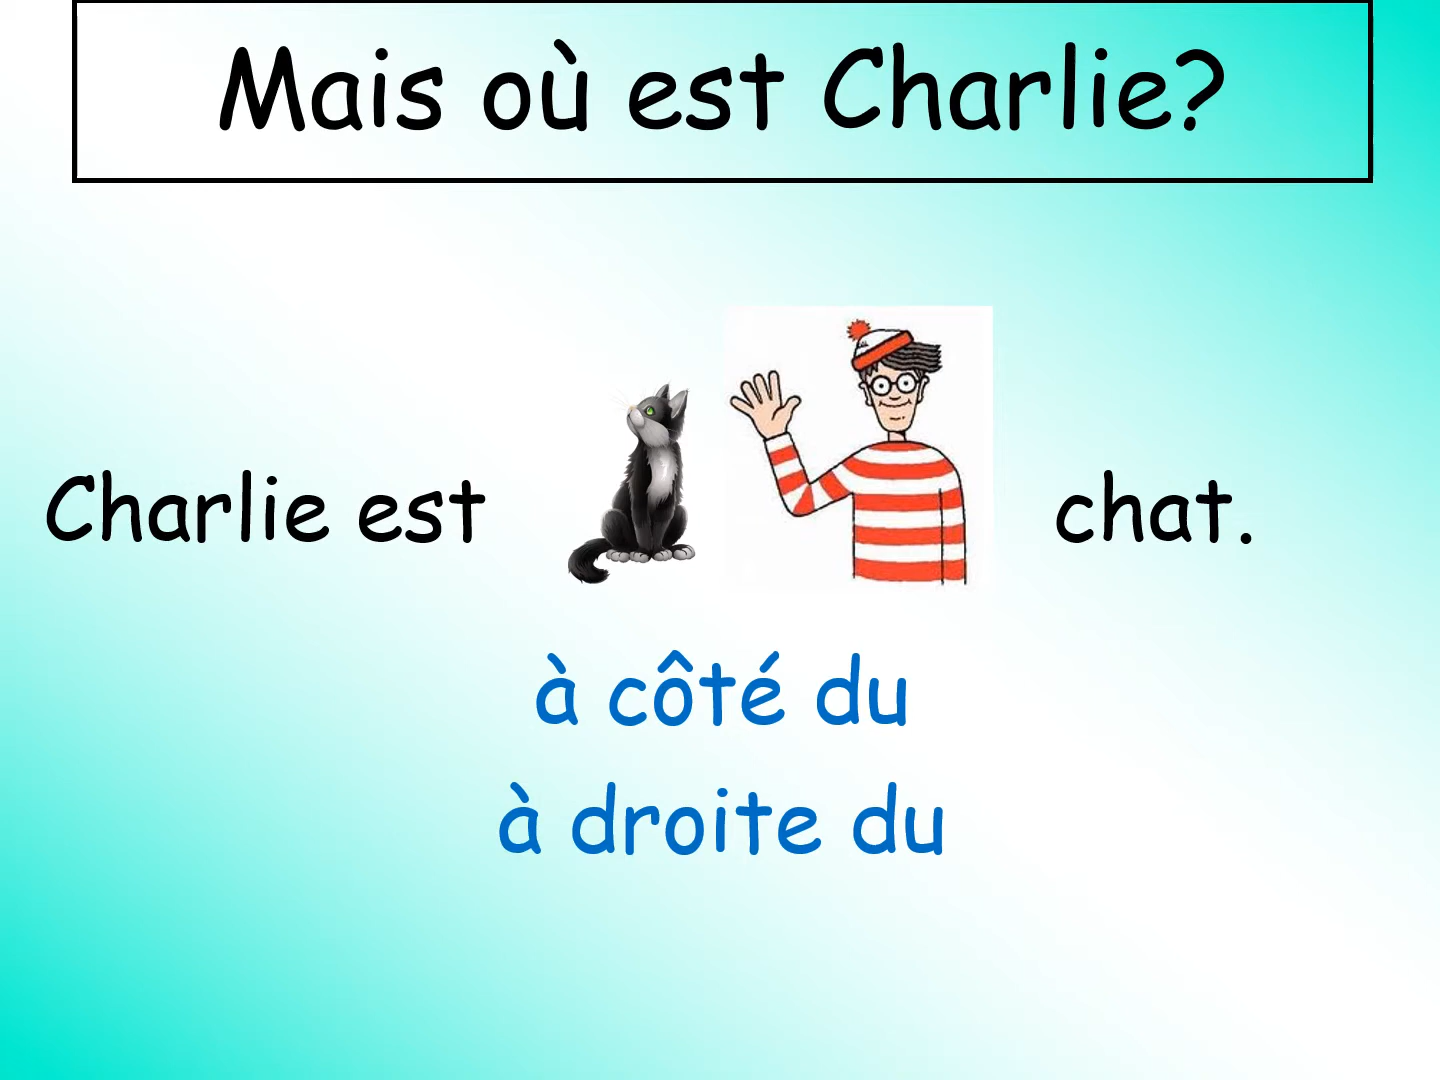 Mais où est Charlie?
Charlie est chat.
à côté du
à droite du